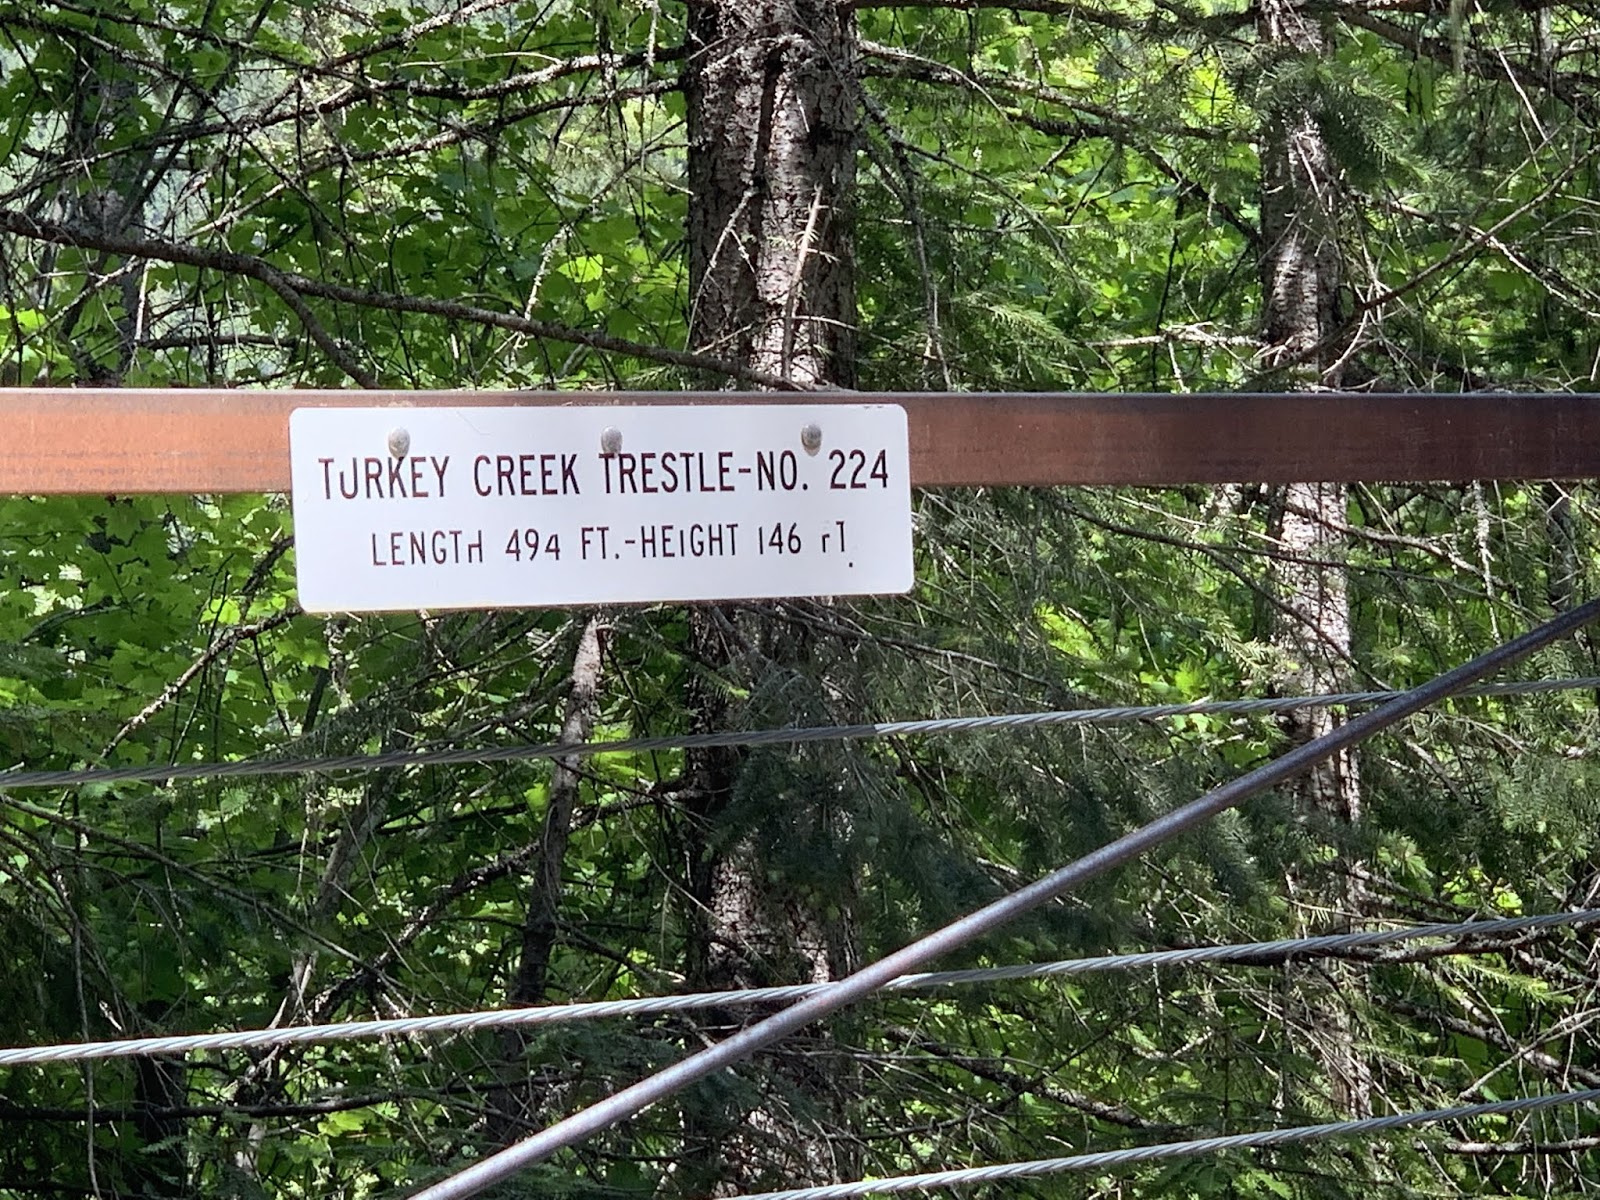 TURKEY CREEK TRESTLE-NO. 224
LENGTH 494 FT.-HEIGHT 146 FT.